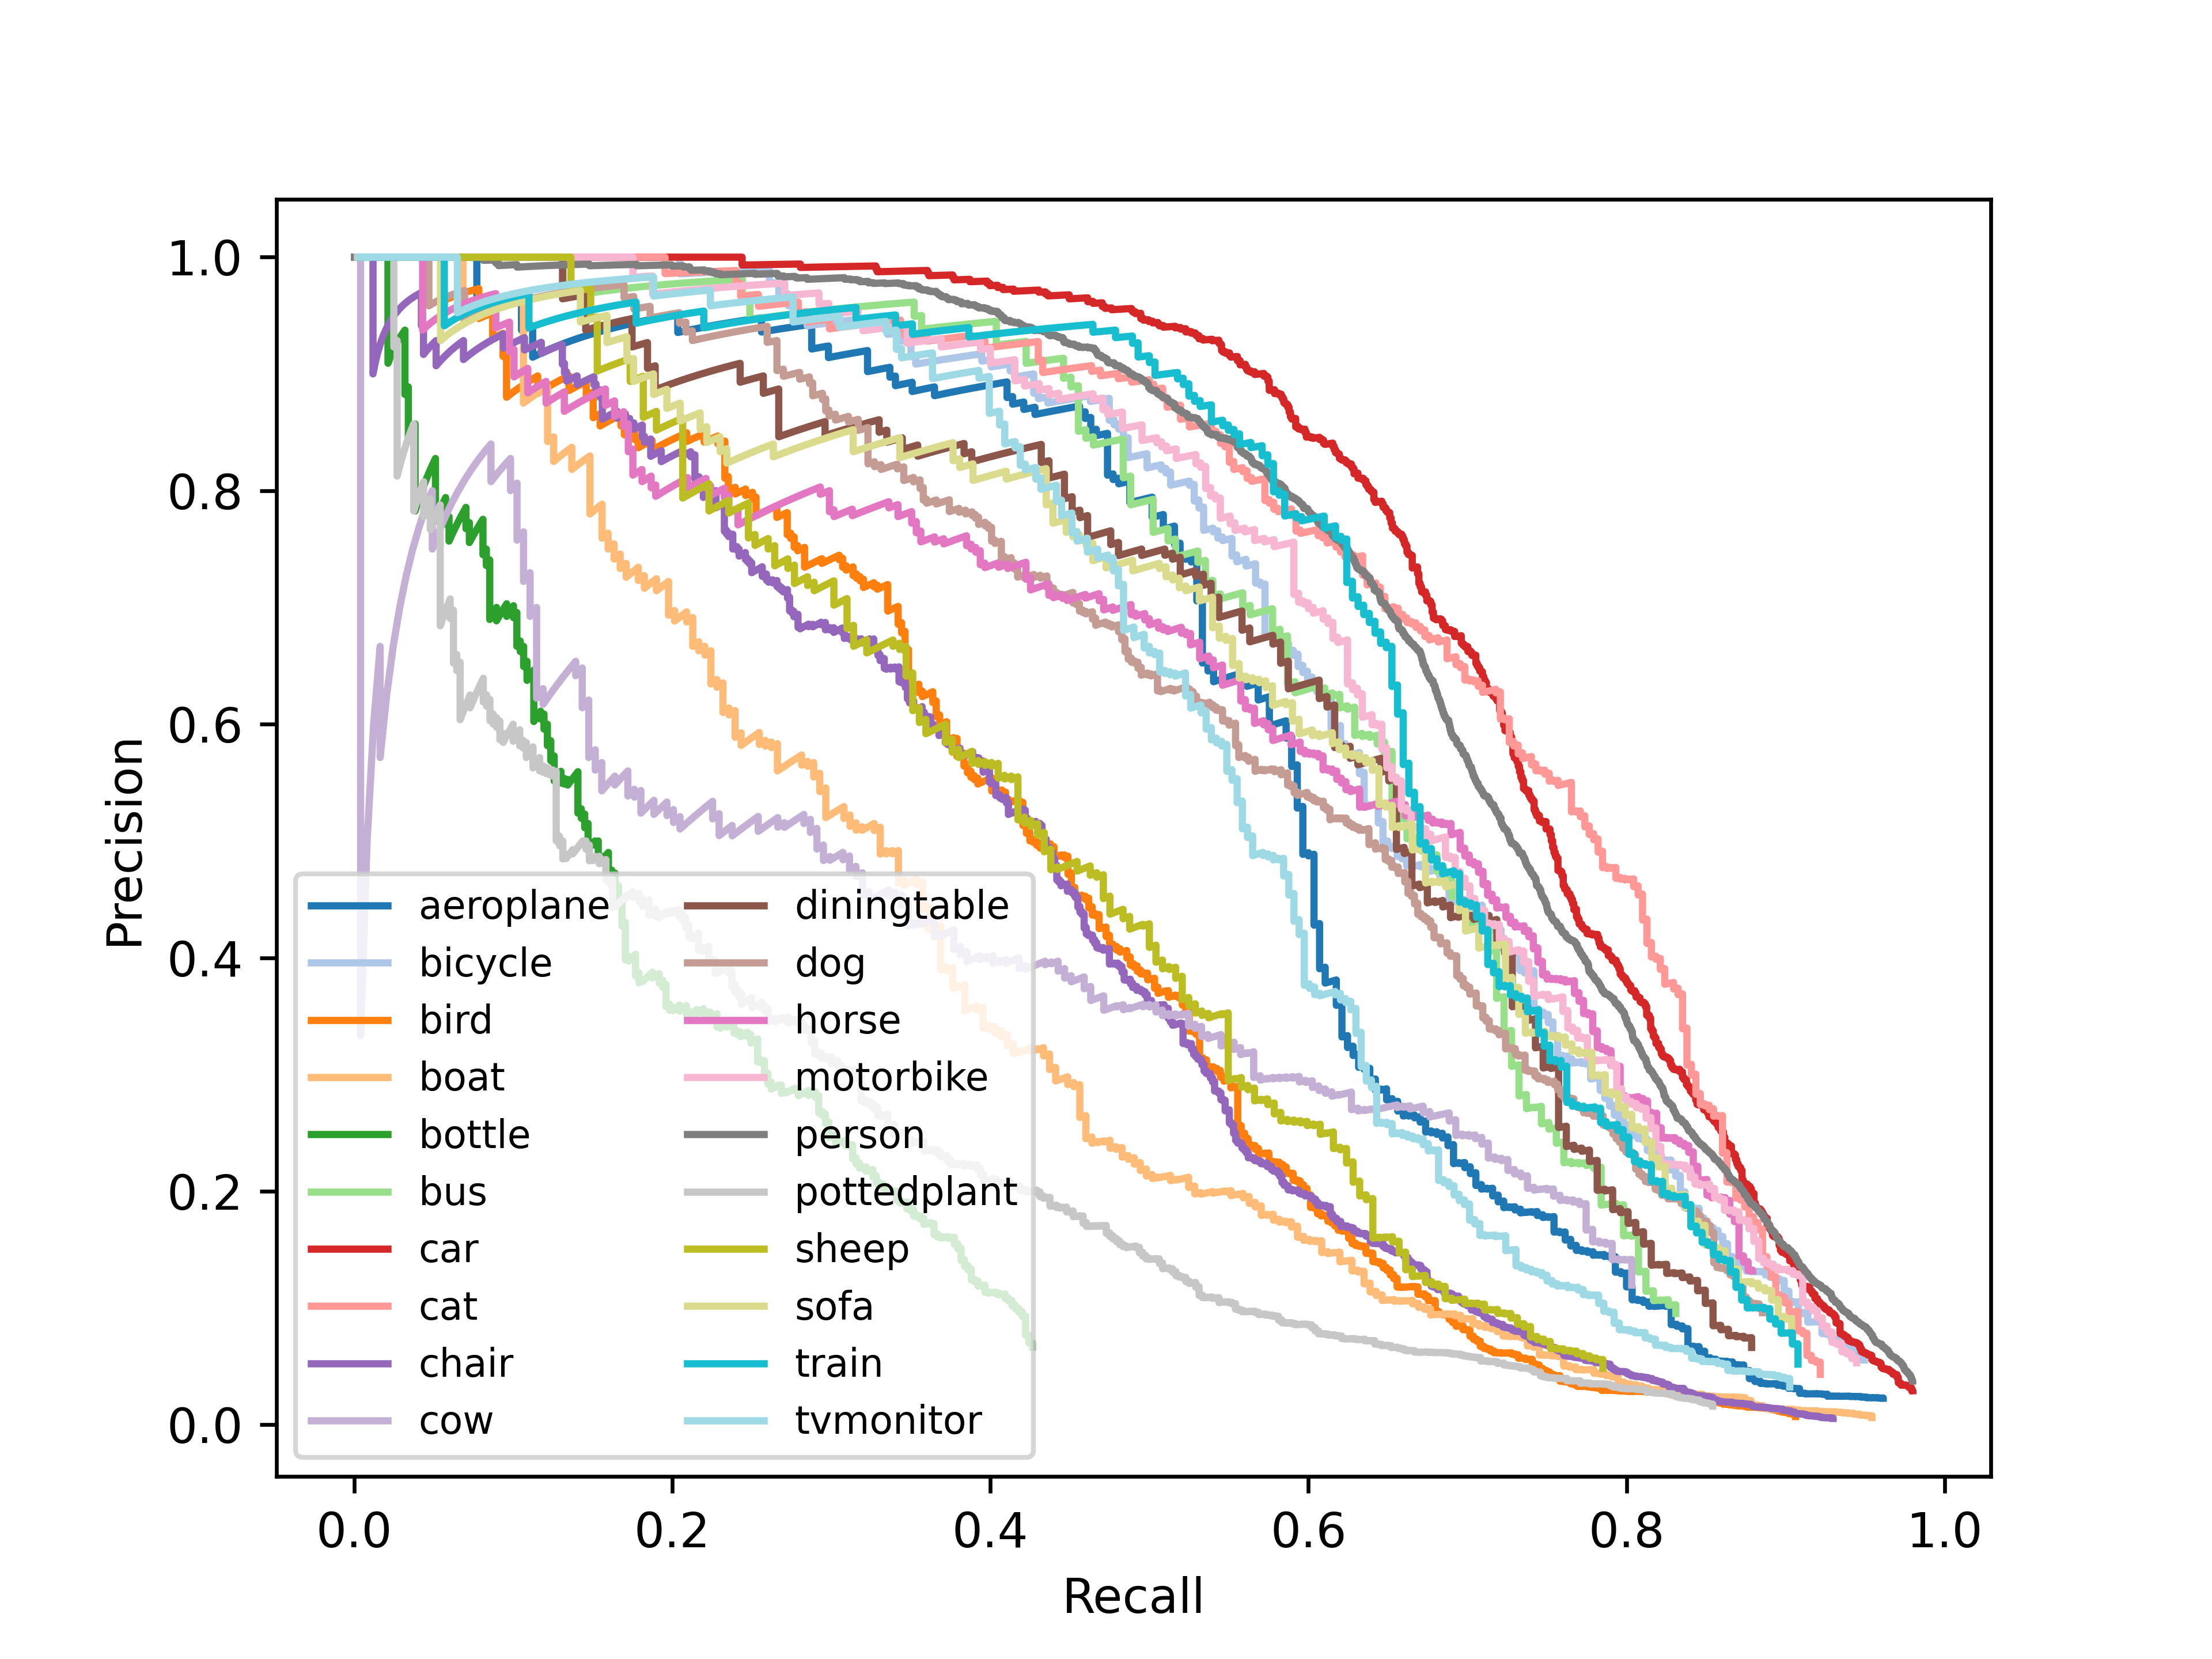 1.0
0.8
0.6
0.4
0.2
0.0
Precision
aeroplane
bicycle
bird
boat
bottle
bus
car
cat
chair
cow
diningtable
dog
horse
motorbike
person
pottedplant
sheep
sofa
train
tvmonitor
0.0 0.2 0.4 0.6 0.8 1.0
Recall